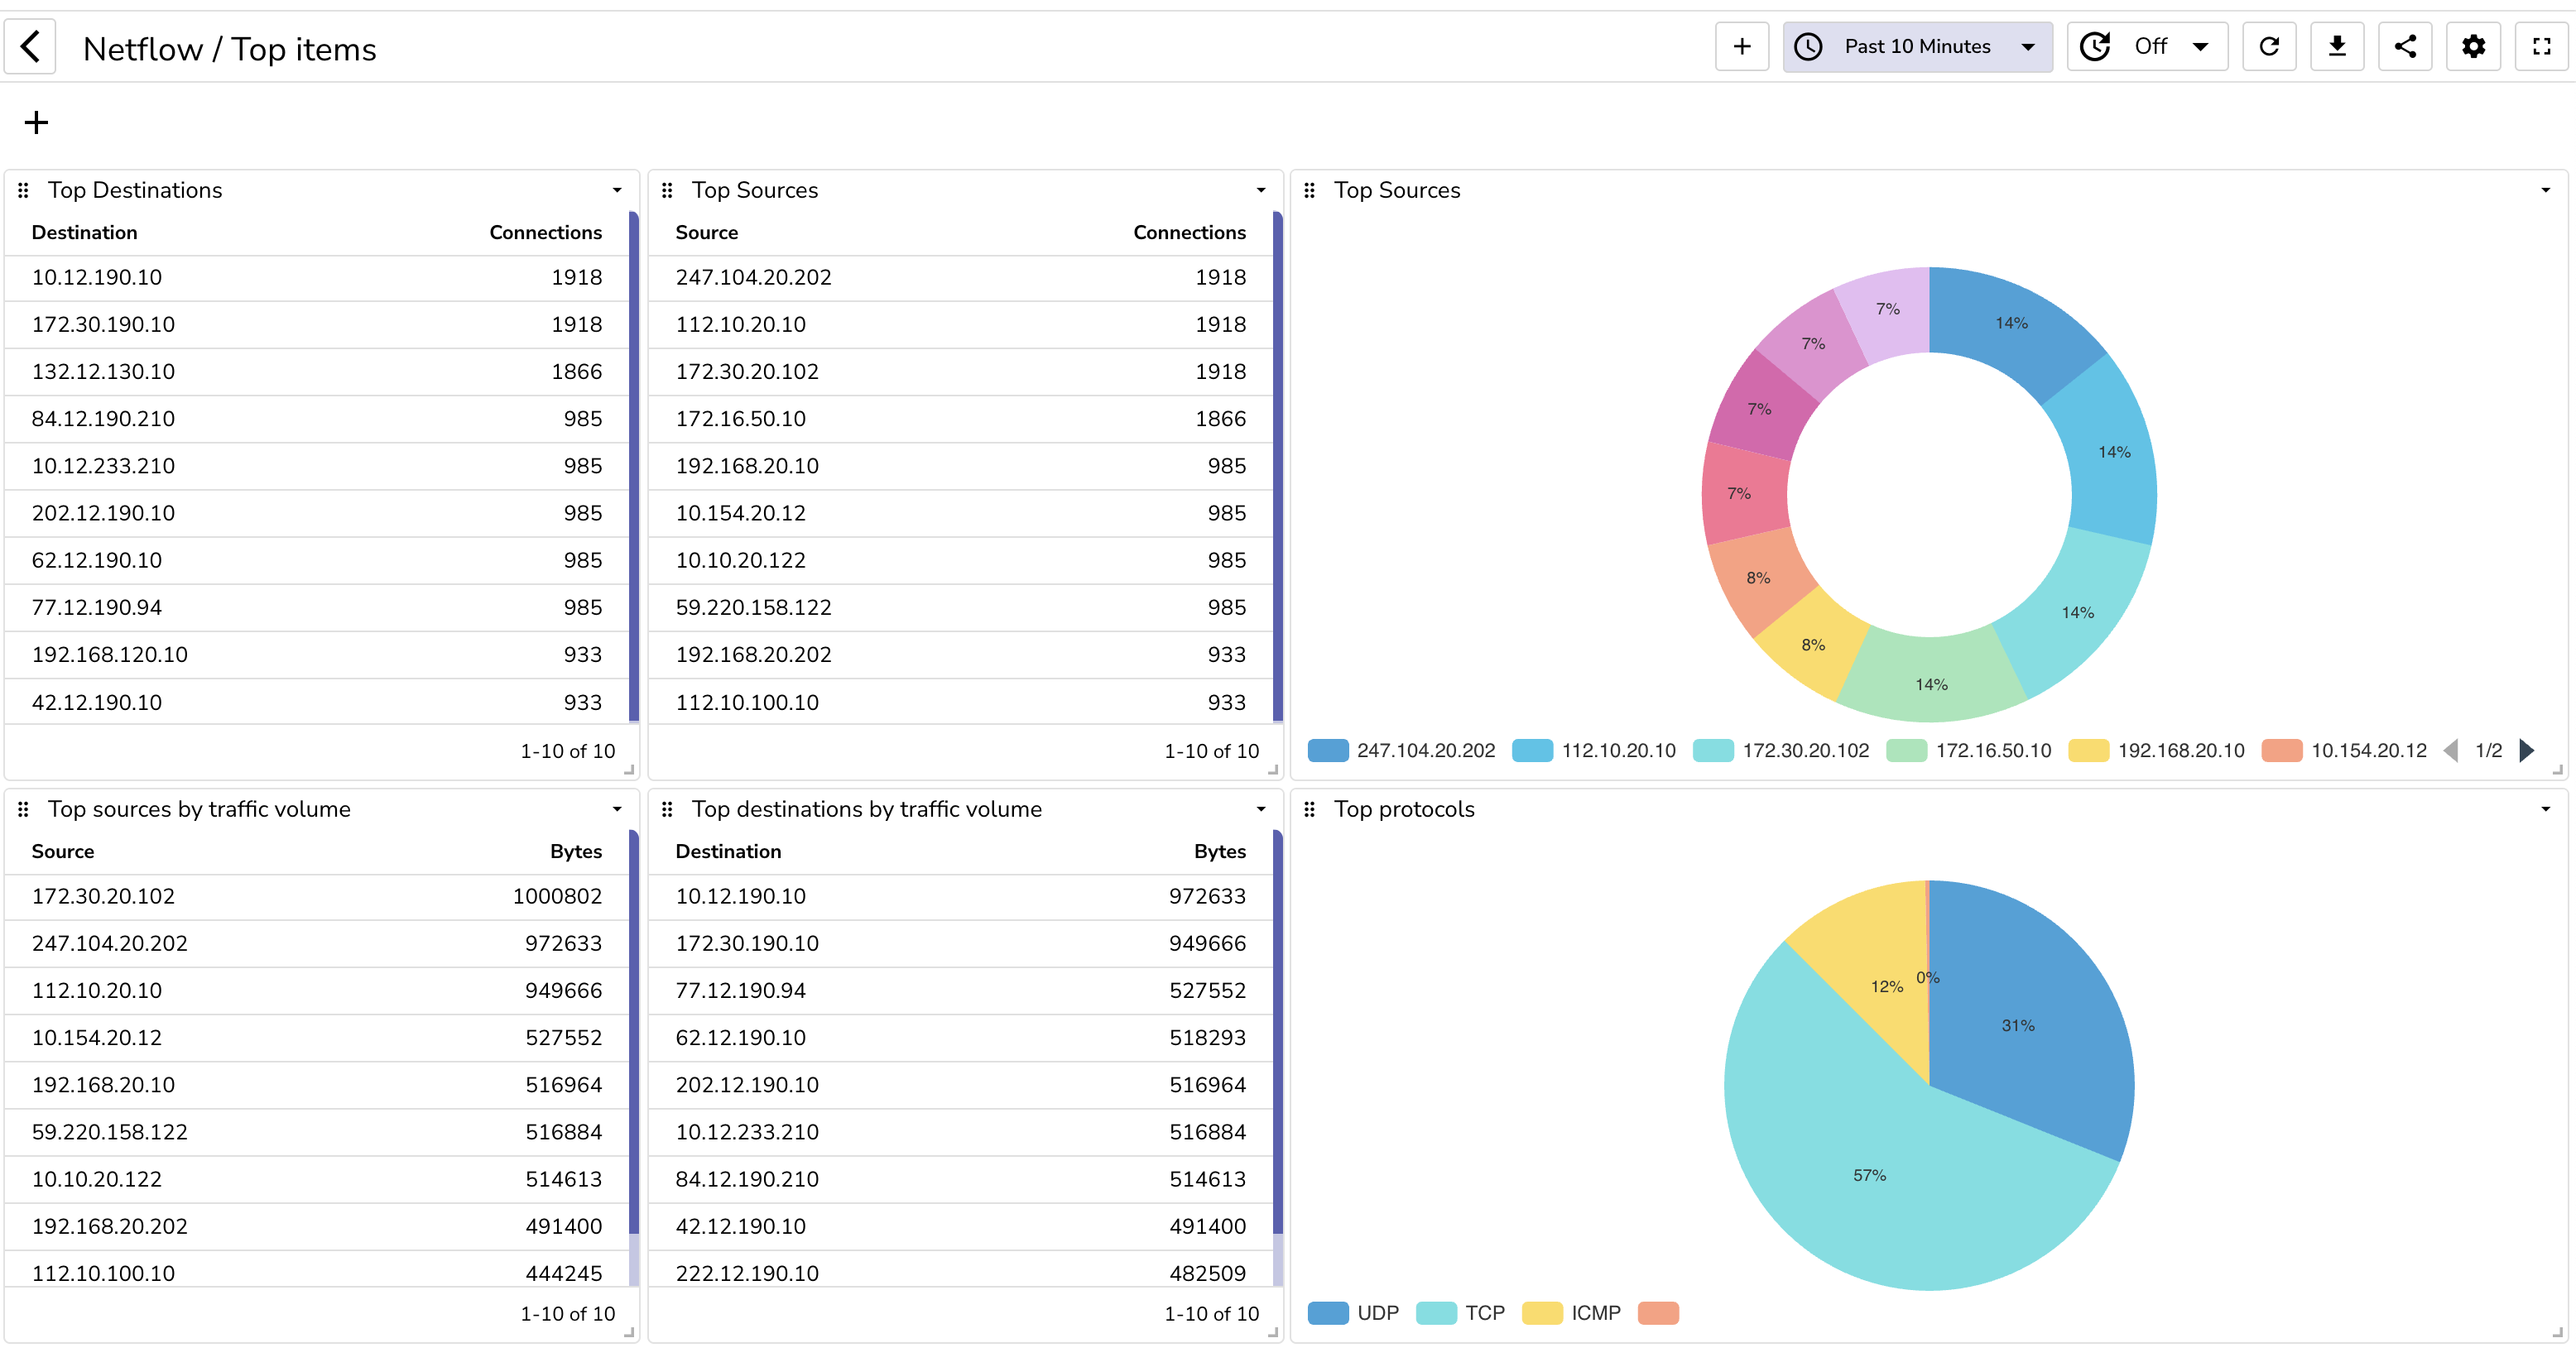 Netflow / Top items
Past 10 Minutes
Off
Top Destinations
Destination Connections
10.12.190.10 1918
172.30.190.10 1918
132.12.130.10 1866
84.12.190.210 985
10.12.233.210 985
202.12.190.10 985
62.12.190.10 985
77.12.190.94 985
192.168.120.10 933
42.12.190.10 933
1-10 of 10
Top Sources
Source Connections
247.104.20.202 1918
112.10.20.10 1918
172.30.20.102 1918
172.16.50.10 1866
192.168.20.10 985
10.154.20.12 985
10.10.20.122 985
59.220.158.122 985
192.168.20.202 933
112.10.100.10 933
1-10 of 10
Top Sources
14%
14%
14%
14%
8%
8%
7%
7%
7%
7%
247.104.20.202 112.10.20.10 172.30.20.102 172.16.50.10 192.168.20.10 10.154.20.12 1/2
Top sources by traffic volume
Source Bytes
172.30.20.102 1000802
247.104.20.202 972633
112.10.20.10 949666
10.154.20.12 527552
192.168.20.10 516964
59.220.158.122 516884
10.10.20.122 514613
192.168.20.202 491400
112.10.100.10 444245
1-10 of 10
Top destinations by traffic volume
Destination Bytes
10.12.190.10 972633
172.30.190.10 949666
77.12.190.94 527552
62.12.190.10 518293
202.12.190.10 516964
10.12.233.210 516884
84.12.190.210 514613
42.12.190.10 491400
222.12.190.10 482509
1-10 of 10
Top protocols
31%
57%
12%
0%
UDP TCP ICMP